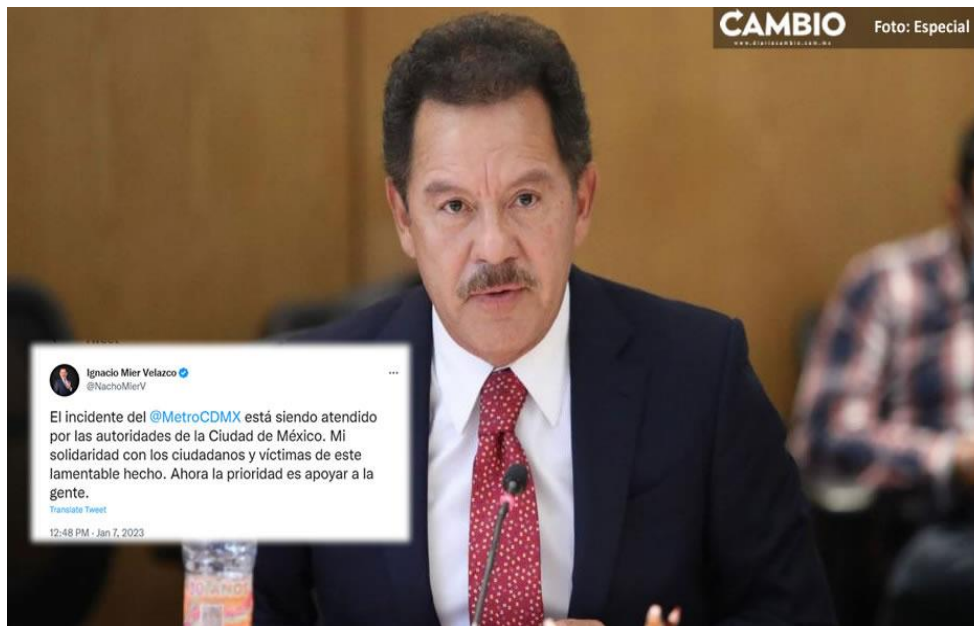 CAMBIO
www.diariocambio.com.mx
Foto: Especial
Ignacio Mier Velazco
@NachoMierV
El incidente del @MetroCDMX está siendo atendido
por las autoridades de la Ciudad de México. Mi
solidaridad con los ciudadanos y víctimas de este
lamentable hecho. Ahora la prioridad es apoyar a la
gente.
Translate Tweet
12:48 PM - Jan 7, 2023